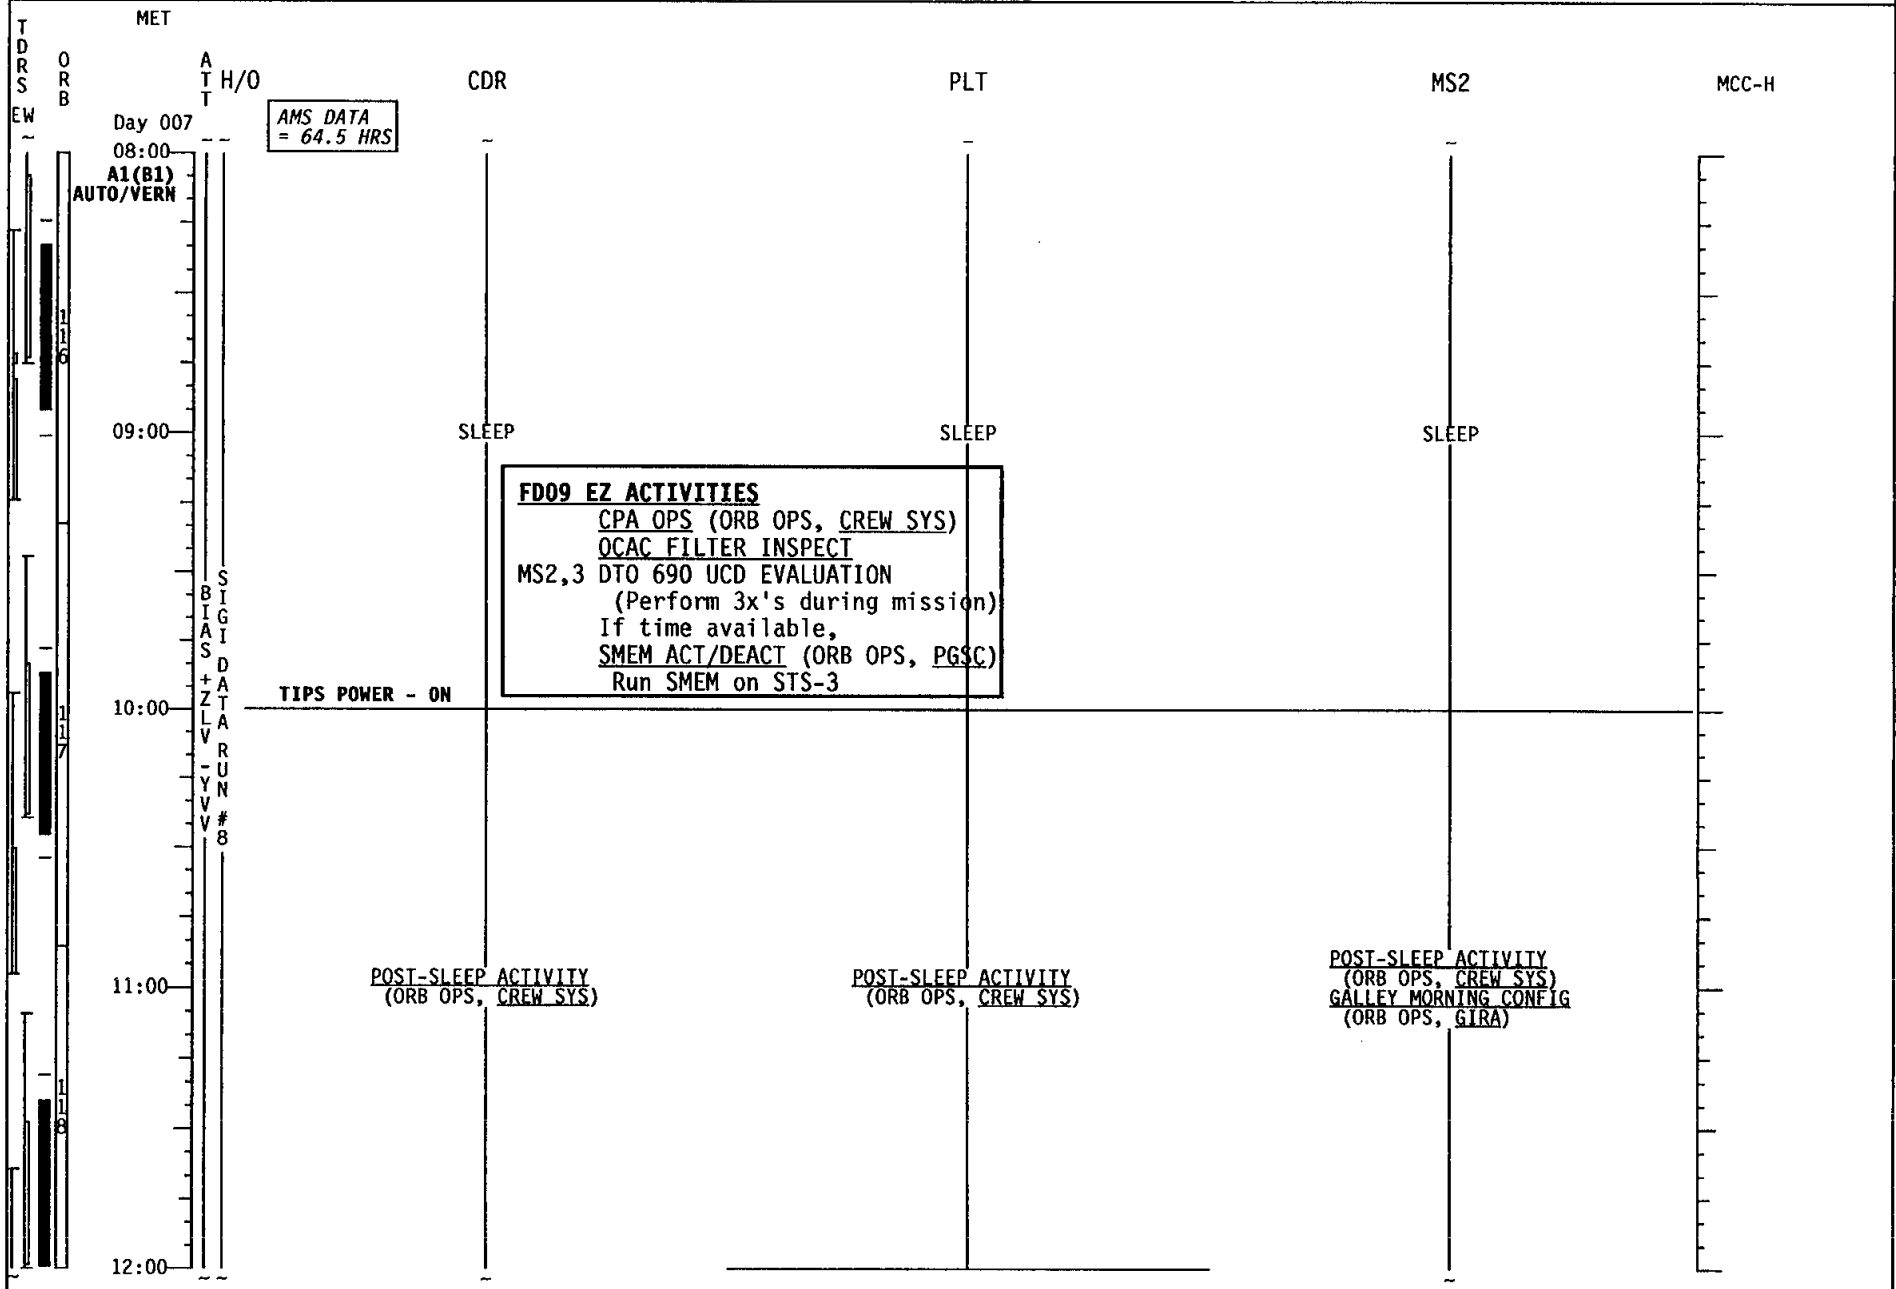 MET
TDRS
ORB
ATT
H/O
CDR
PLT
MS2
MCC-H
EW
Day 007
AMS DATA
= 64.5 HRS
08:00
A1(B1)
AUTO/VERN
116
09:00
SLEEP
SLEEP
SLEEP
FD09 EZ ACTIVITIES
CPA OPS (ORB OPS, CREW SYS)
OCAC FILTER INSPECT
MS2,3 DTO 690 UCD EVALUATION
(Perform 3x's during mission)
If time available,
SMEM ACT/DEACT (ORB OPS, PGSC)
Run SMEM on STS-3
BIAS +ZLV -YVV
SIGI DATA RUN #8
TIPS POWER - ON
10:00
117
11:00
POST-SLEEP ACTIVITY
(ORB OPS, CREW SYS)
POST-SLEEP ACTIVITY
(ORB OPS, CREW SYS)
POST-SLEEP ACTIVITY
(ORB OPS, CREW SYS)
GALLEY MORNING CONFIG
(ORB OPS, GIRA)
118
12:00